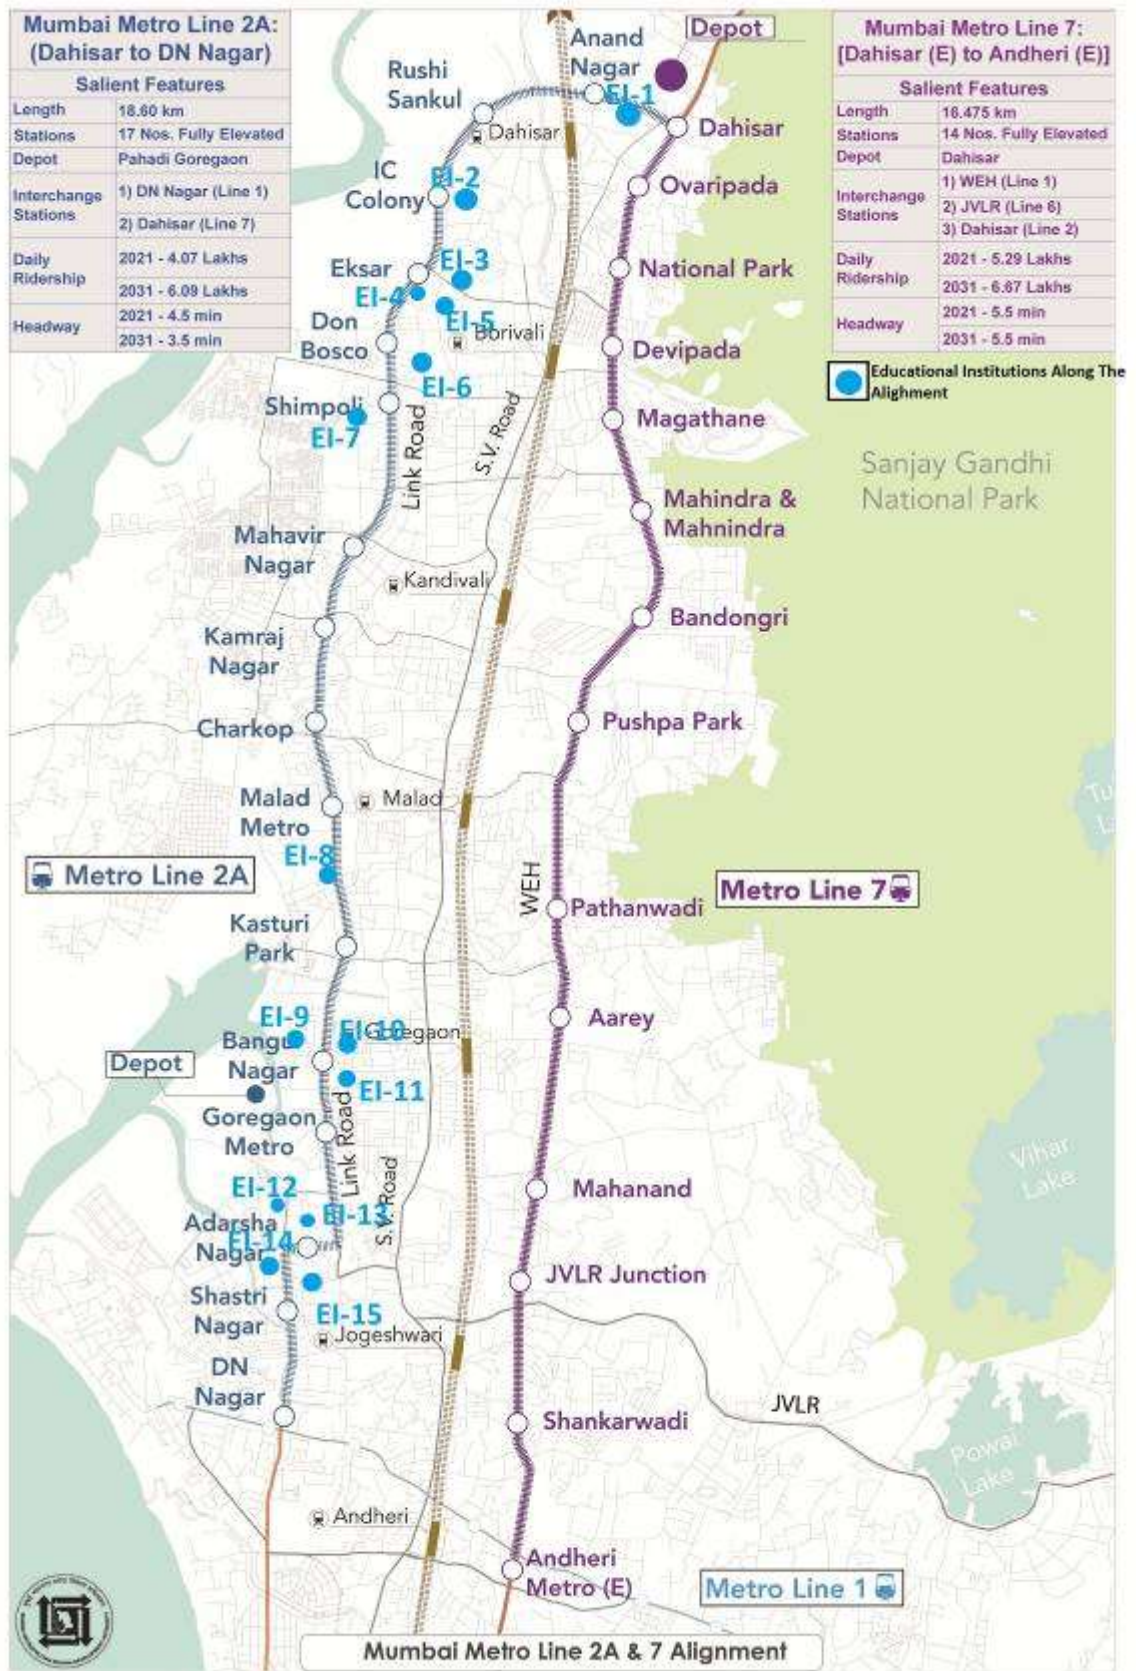 Mumbai Metro Line 2A:
(Dahisar to DN Nagar)
Salient Features
Length 18.60 km
Stations 17 Nos. Fully Elevated
Depot Pahadi Goregaon
Interchange Stations 1) DN Nagar (Line 1)
2) Dahisar (Line 7)
Daily Ridership 2021 - 4.07 Lakhs
2031 - 6.09 Lakhs
Headway 2021 - 4.5 min
2031 - 3.5 min
Mumbai Metro Line 7:
[Dahisar (E) to Andheri (E)]
Salient Features
Length 16.475 km
Stations 14 Nos. Fully Elevated
Depot Dahisar
Interchange Stations 1) WEH (Line 1)
2) JVLR (Line 6)
3) Dahisar (Line 2)
Daily Ridership 2021 - 5.29 Lakhs
2031 - 6.67 Lakhs
Headway 2021 - 5.5 min
2031 - 5.5 min
Educational Institutions Along The
Alighment
Depot
Anand
Nagar
EI-1
Rushi
Sankul
Dahisar
Dahisar
IC
Colony
EI-2
Ovaripada
Eksar
EI-3
EI-4
EI-5
National Park
Don
Bosco
Borivali
Devipada
EI-6
Shimpoli
EI-7
Link Road
S.V. Road
Magathane
Sanjay Gandhi
National Park
Mahindra &
Mahnindra
Mahavir
Nagar
Kandivali
Bandongri
Kamraj
Nagar
Charkop
Pushpa Park
Malad
Metro
Malad
EI-8
Metro Line 2A
WEH
Metro Line 7
Pathanwadi
Kasturi
Park
EI-9
EI-10
Goregaon
Aarey
Bangur
Nagar
Depot
EI-11
Goregaon
Metro
Link Road
S.V. Road
Vihar
Lake
EI-12
Adarsha
Nagar
EI-13
EI-14
Mahanand
JVLR Junction
Shastri
Nagar
EI-15
Jogeshwari
DN
Nagar
JVLR
Shankarwadi
Powai
Lake
Andheri
Andheri
Metro (E)
Metro Line 1
Mumbai Metro Line 2A & 7 Alignment